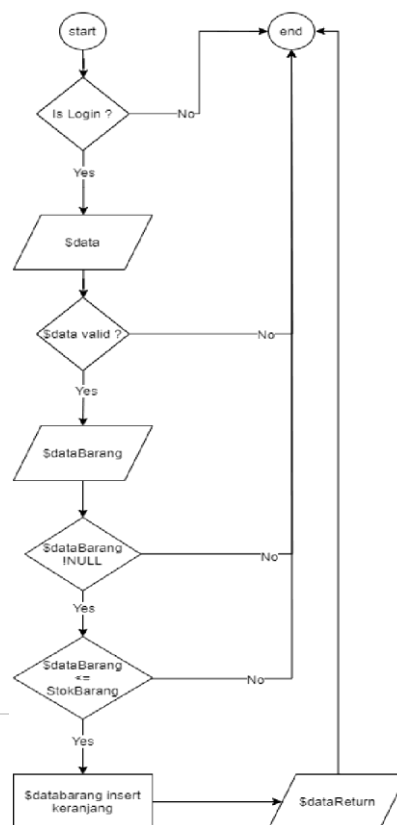 start
end
Is Login ?
No
Yes
$data
$data valid ?
No
Yes
$dataBarang
$dataBarang
!NULL
No
Yes
$dataBarang
<=
StokBarang
No
Yes
$databarang insert
keranjang
$dataReturn